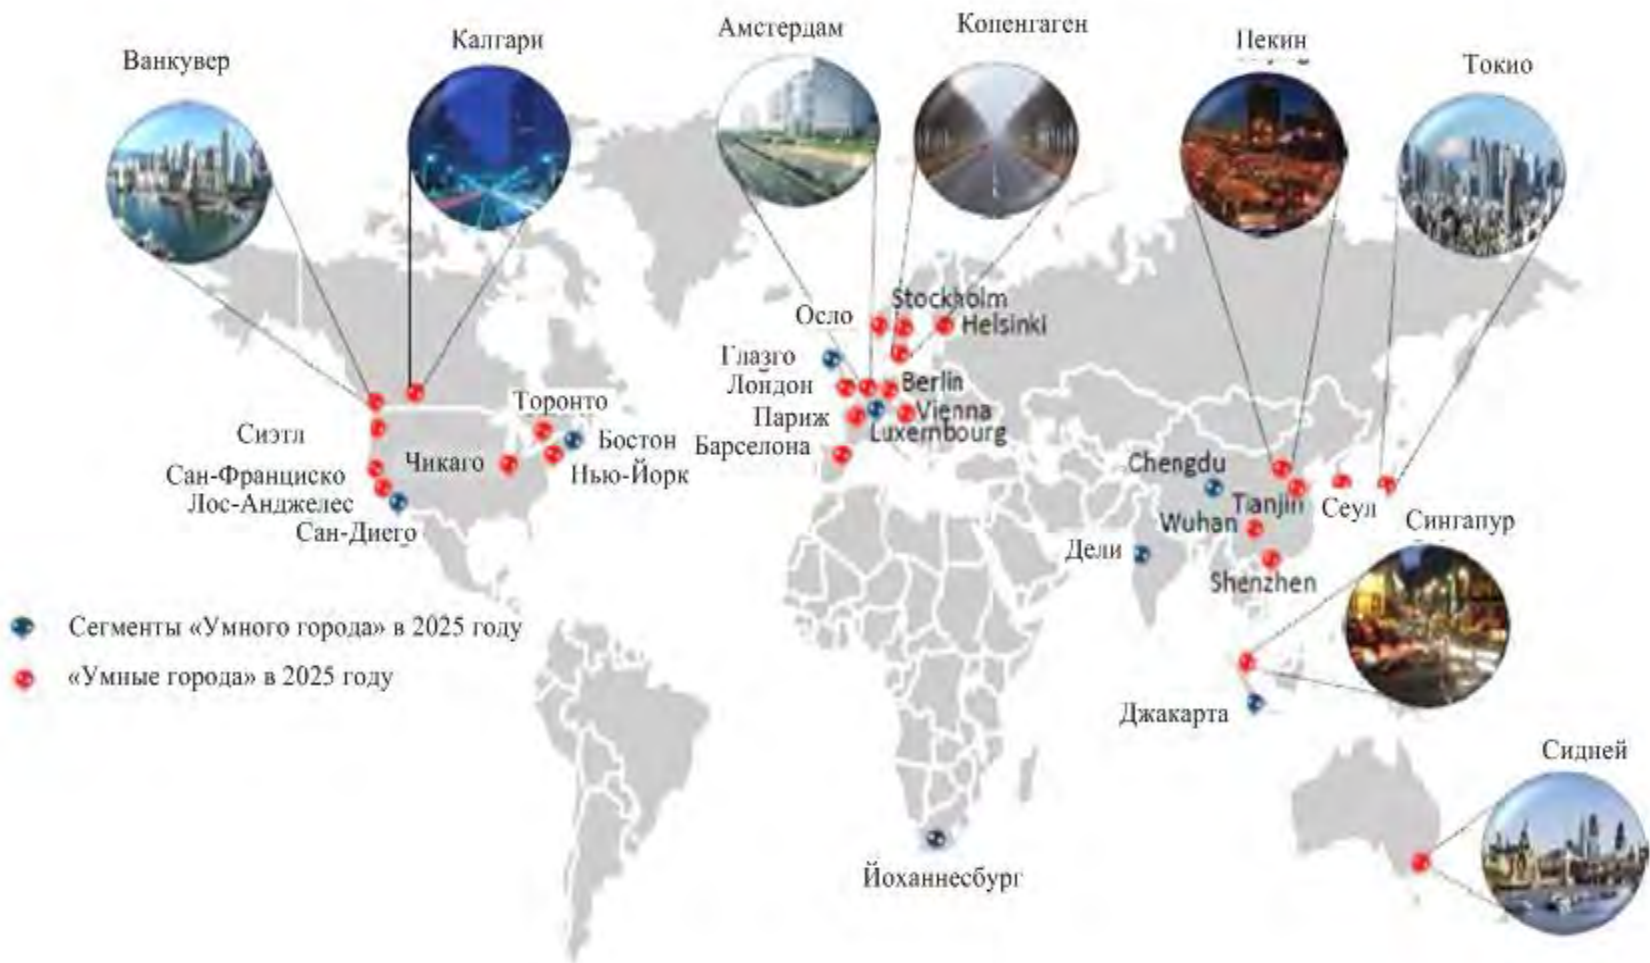 Ванкувер
Калгари
Амстердам
Копенгаген
Пекин
Токио
Осло
Stockholm
Helsinki
Глазго
Лондон
Berlin
Париж
Vienna
Luxembourg
Барселона
Торонто
Сиэтл
Бостон
Чикаго
Нью-Йорк
Сан-Франциско
Лос-Анджелес
Сан-Диего
Chengdu
Tianjin
Сеул
Wuhan
Сингапур
Дели
Shenzhen
Сегменты «Умного города» в 2025 году
«Умные города» в 2025 году
Джакарта
Сидней
Йоханнесбург